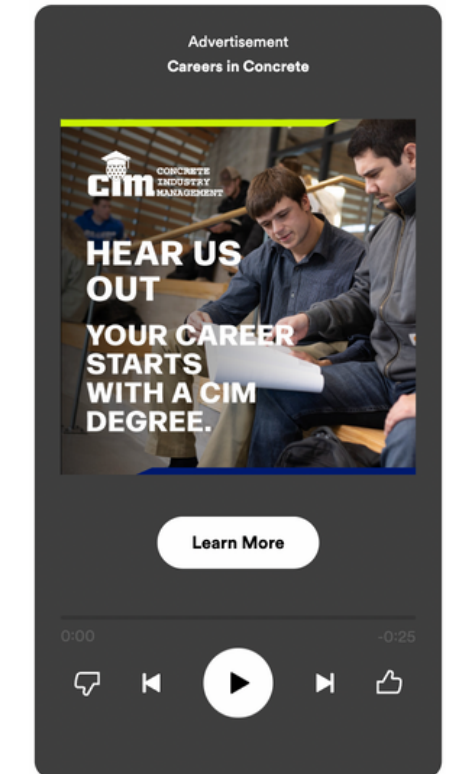 Advertisement
Careers in Concrete
cim CONCRETE
INDUSTRY
MANAGEMENT
HEAR US
OUT
YOUR CAREER
STARTS
WITH A CIM
DEGREE.
Learn More
0:00 -0:25